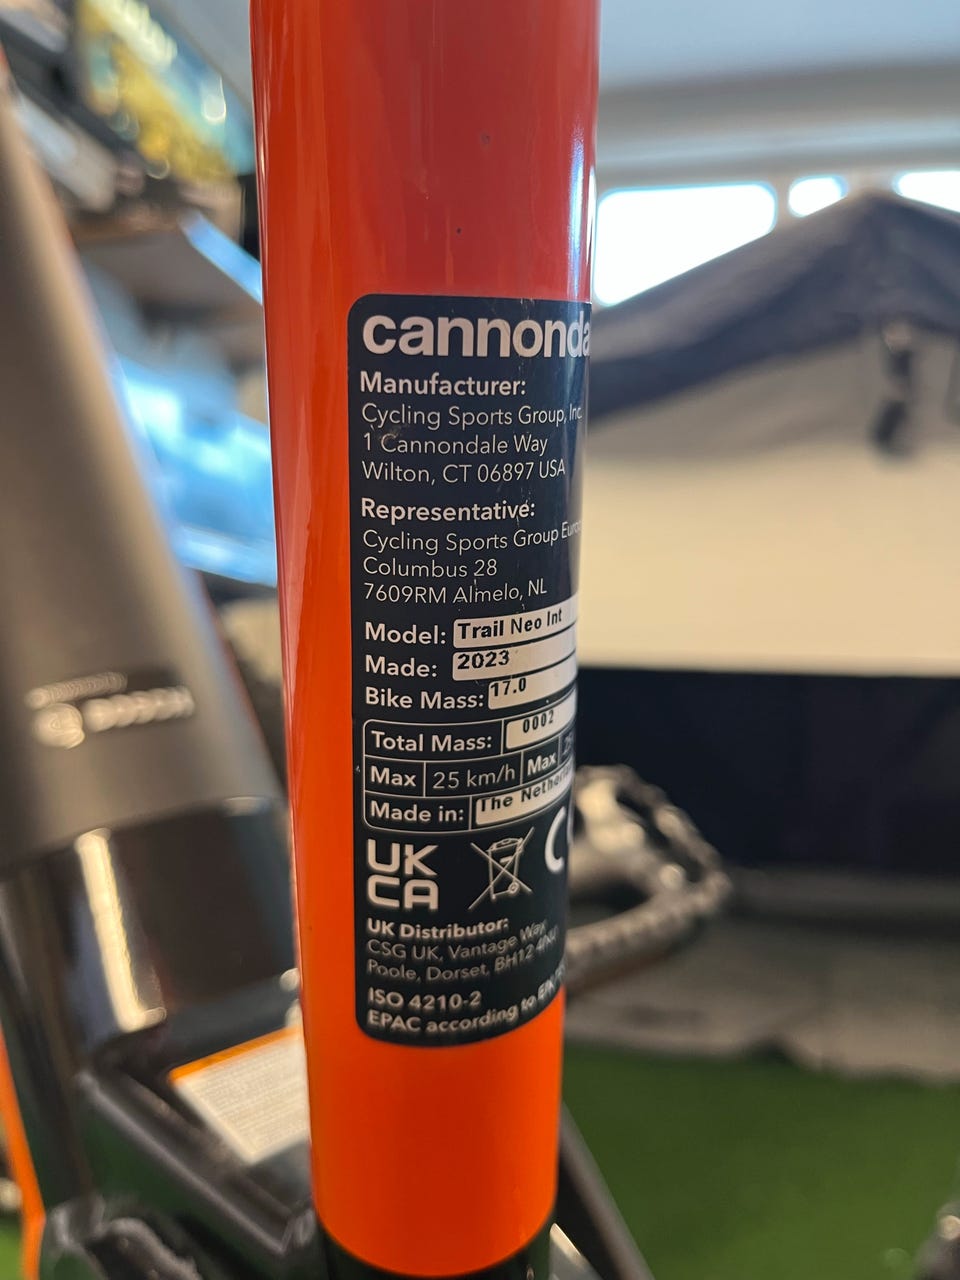 cannonda
Manufacturer:
Cycling Sports Group, Inc.
1 Cannondale Way
Wilton, CT 06897 USA
Representative:
Cycling Sports Group Euro
Columbus 28
7609RM Almelo, NL
Model: Trail Neo Int
Made: 2023
Bike Mass: 17.0
Total Mass: 0002
Max 25 km/h Max
Made in: The Nether
UK
CA
UK Distributor:
CSG UK, Vantage Way
Poole, Dorset, BH12
ISO 4210-2
EPAC according to
BOSCH